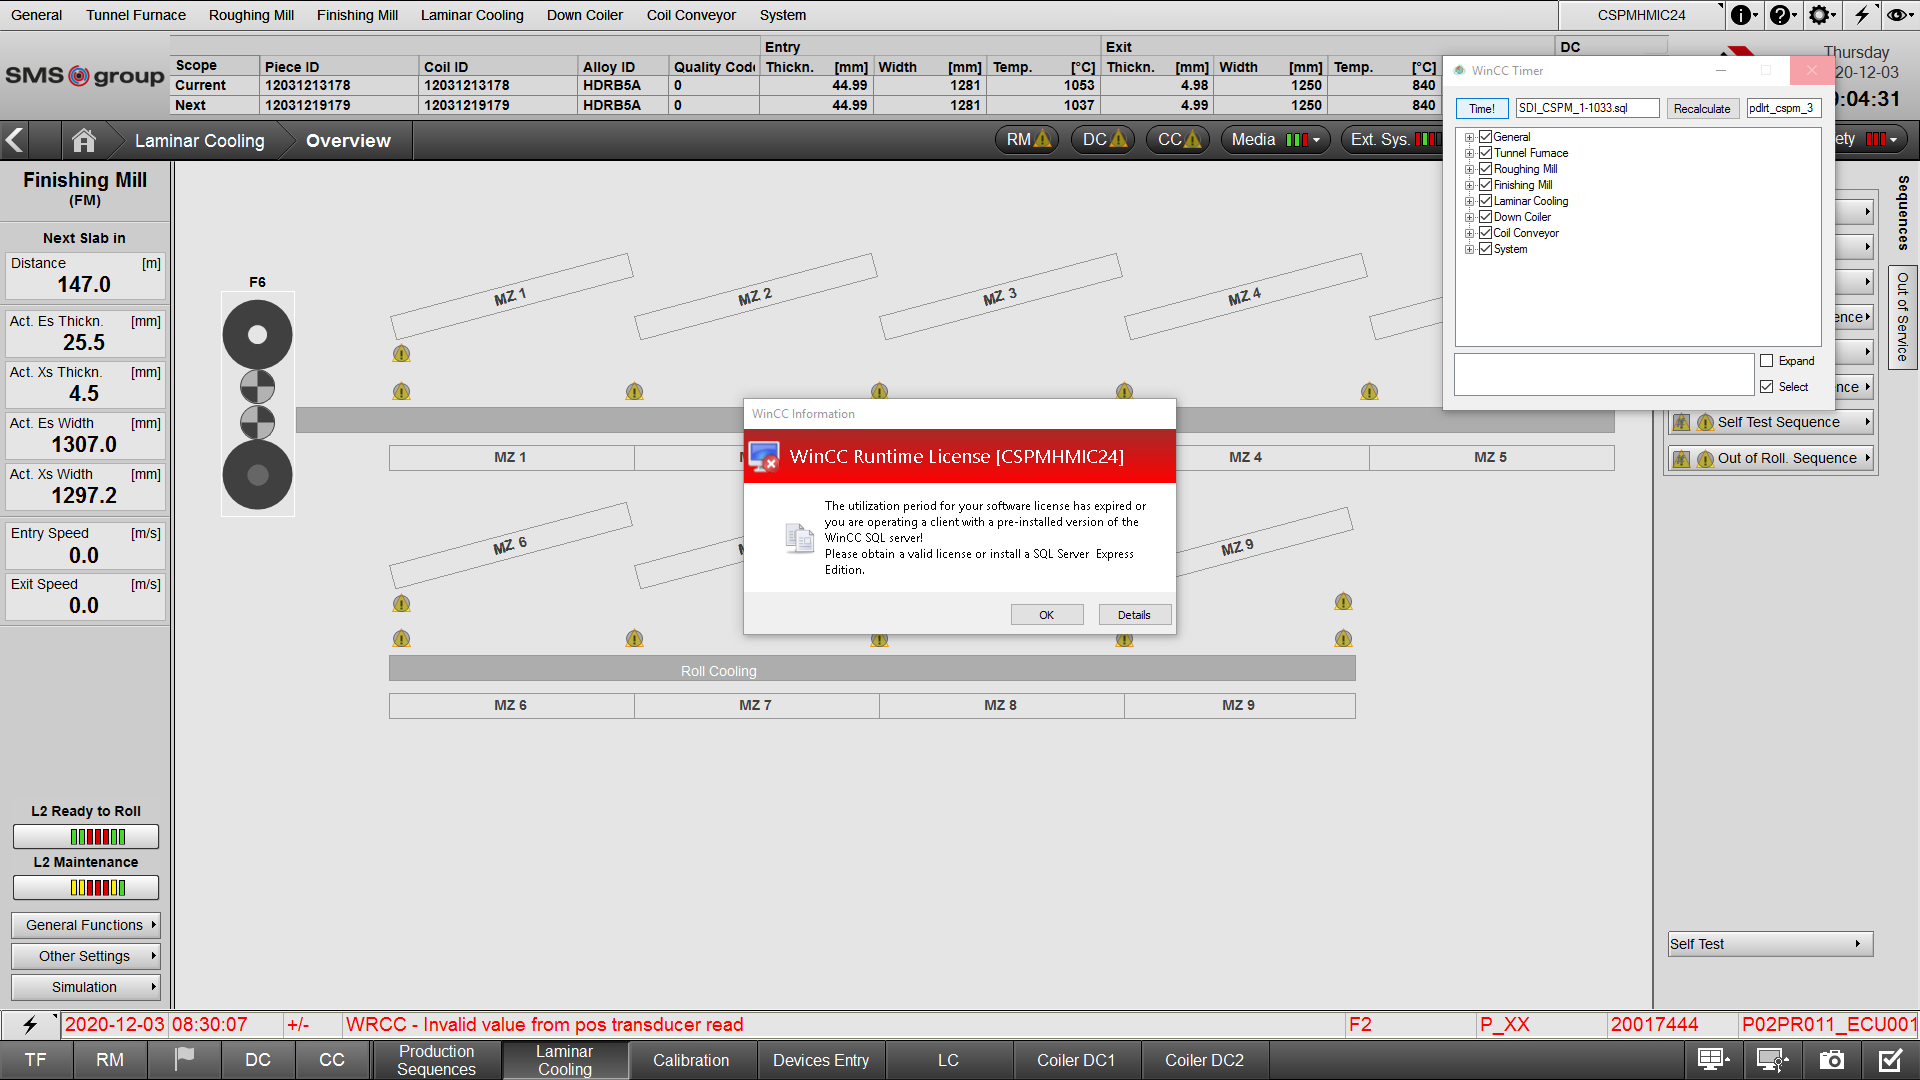 General Tunnel Furnace Roughing Mill Finishing Mill Laminar Cooling Down Coiler Coil Conveyor System CSPMHMIC24
SMS group
Entry Exit DC
Scope Piece ID Coil ID Alloy ID Quality Code Thickn. [mm] Width [mm] Temp. [°C] Thickn. [mm] Width [mm] Temp. [°C]
Current 12031213178 12031213178 HDRB5A 0 44.99 1281 1053 4.98 1250 840
Next 12031219179 12031219179 HDRB5A 0 44.99 1281 1037 4.99 1250 840
Thursday
20-12-03
:04:31
Laminar Cooling Overview RM DC CC Media Ext. Sys. ety
WinCC Timer
Time! SDI_CSPM_1-1033.sql Recalculate pdlrt_cspm_3
General
Tunnel Furnace
Roughing Mill
Finishing Mill
Laminar Cooling
Down Coiler
Coil Conveyor
System
Expand
Select
Sequences
Out of Service
ence
nce
Self Test Sequence
Out of Roll. Sequence
Self Test
Finishing Mill
(FM)
Next Slab in
Distance [m]
147.0
Act. Es Thickn. [mm]
25.5
Act. Xs Thickn. [mm]
4.5
Act. Es Width [mm]
1307.0
Act. Xs Width [mm]
1297.2
Entry Speed [m/s]
0.0
Exit Speed [m/s]
0.0
L2 Ready to Roll
L2 Maintenance
General Functions
Other Settings
Simulation
F6
MZ 1 MZ 2 MZ 3 MZ 4
MZ 1 MZ 4 MZ 5
MZ 6 MZ 9
Roll Cooling
MZ 6 MZ 7 MZ 8 MZ 9
WinCC Information
WinCC Runtime License [CSPMHMIC24]
The utilization period for your software license has expired or
you are operating a client with a pre-installed version of the
WinCC SQL server!
Please obtain a valid license or install a SQL Server Express
Edition.
OK Details
2020-12-03 08:30:07 +/- WRCC - Invalid value from pos transducer read F2 P_XX 20017444 P02PR011_ECU001
TF RM DC CC Production Sequences Laminar Cooling Calibration Devices Entry LC Coiler DC1 Coiler DC2